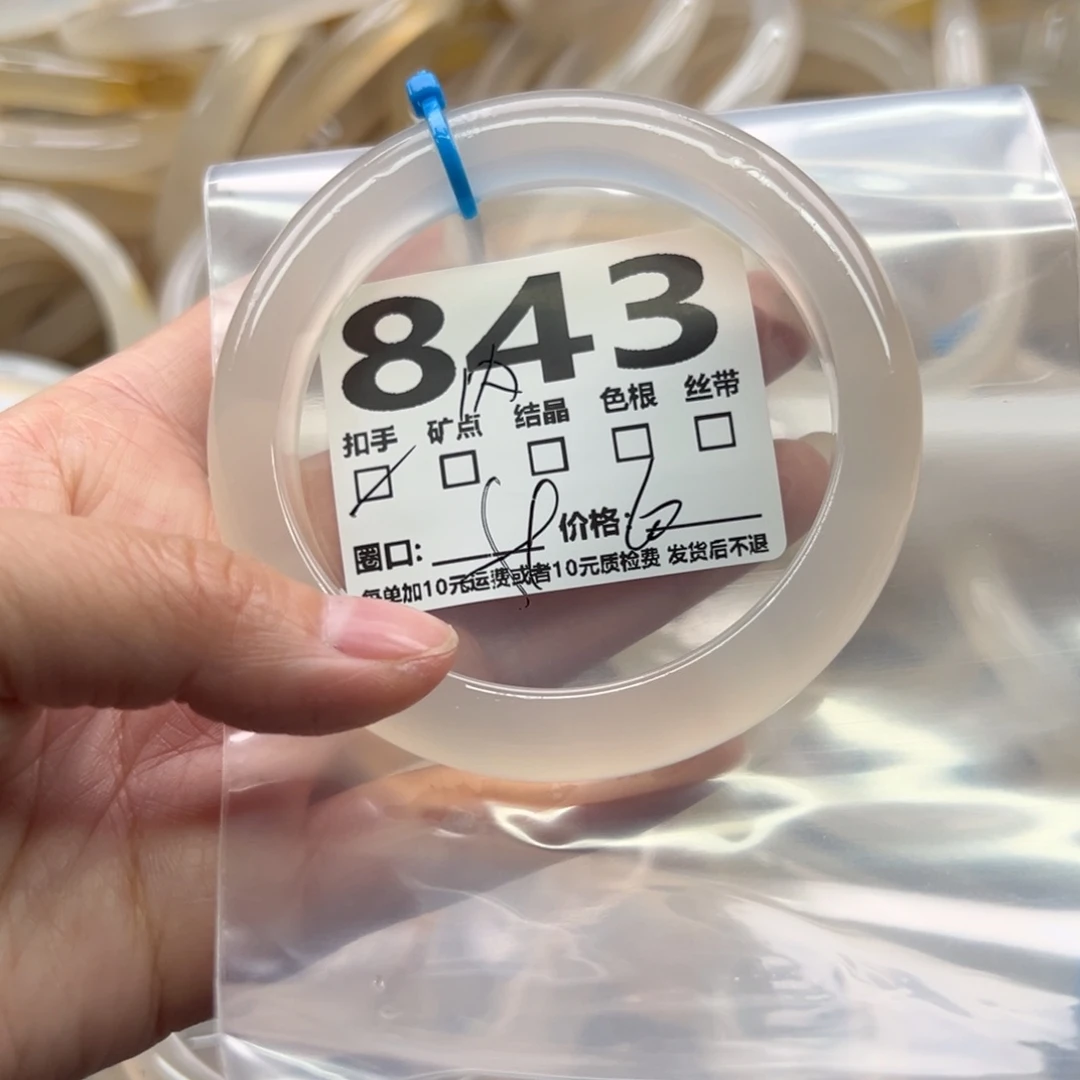 843
扣手 矿点 结晶 色根 丝带
圈口: 价格:
每单加10元运费或者10元质检费 发货后不退